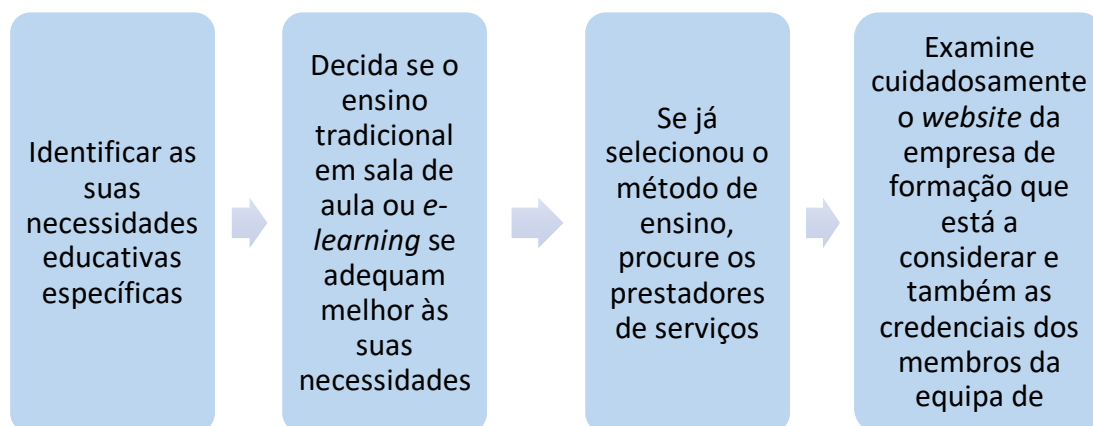 Identificar as
suas
necessidades
educativas
específicas
Decida se o
ensino
tradicional
em sala de
aula ou e-
learning se
adequam
melhor às
suas
necessidades
Se já
selecionou o
método de
ensino,
procure os
prestadores
de serviços
Examine
cuidadosamente
o website da
empresa de
formação que
está a
considerar e
também as
credenciais dos
membros da
equipa de